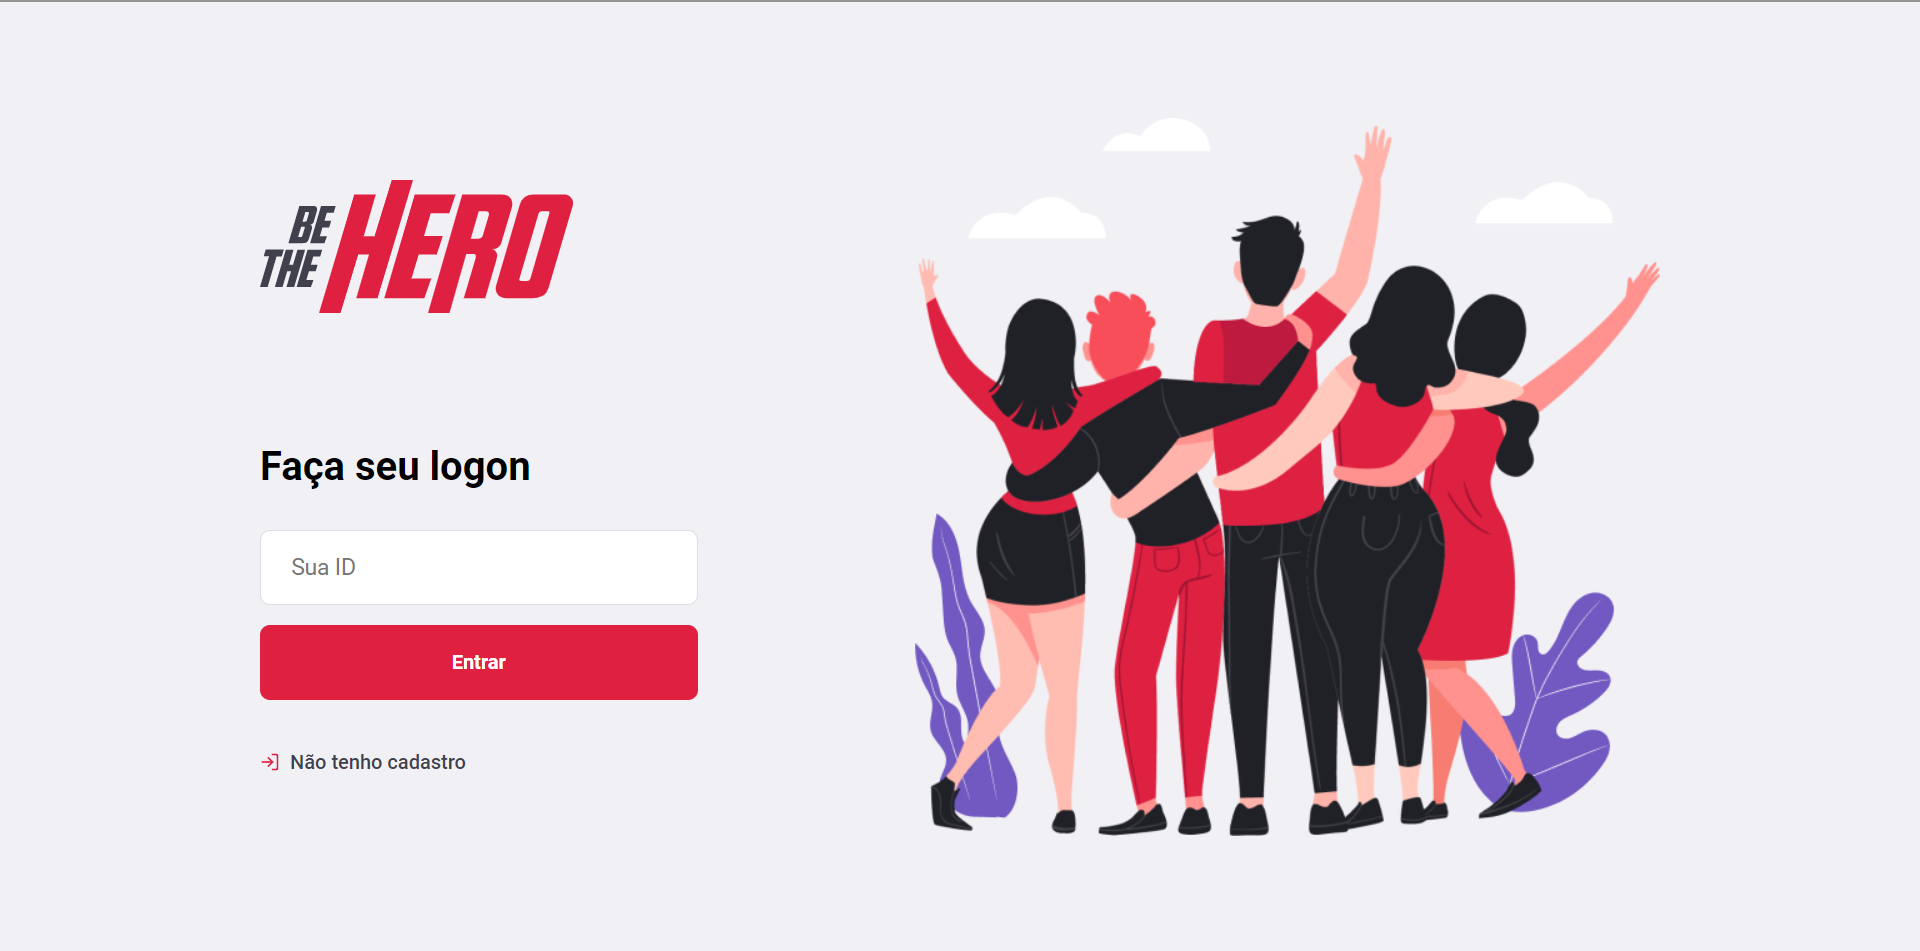 BE
THE
HERO
Faça seu logon
Sua ID
Entrar
Não tenho cadastro